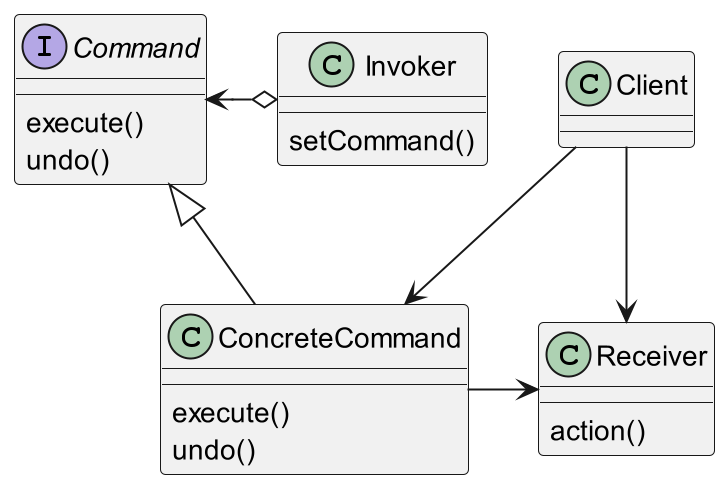 I Command
execute()
undo()
C Invoker
setCommand()
C Client
C ConcreteCommand
execute()
undo()
C Receiver
action()